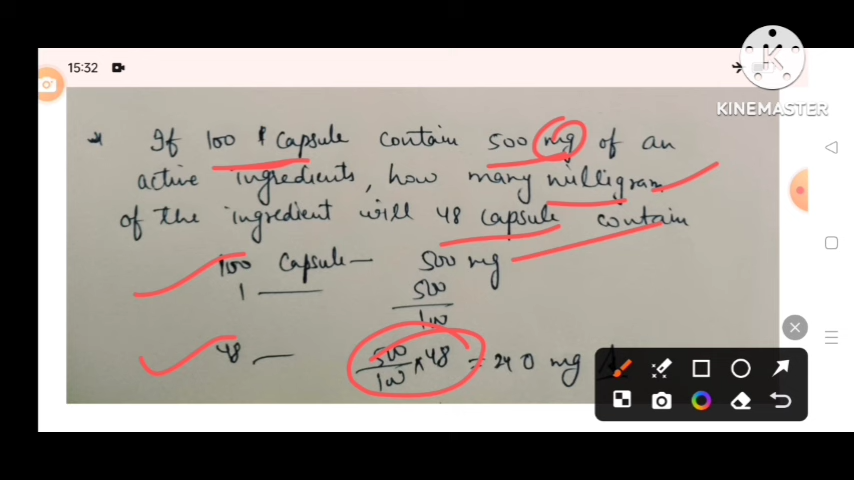 15:32
KINEMASTER
* If 100 capsule contain 500 mg of an
active ingredients, how many milligram
of the ingredient will 48 capsule contain
100 capsule— 500 mg
1 — 500/100
48 — 500/100 × 48 = 240 mg